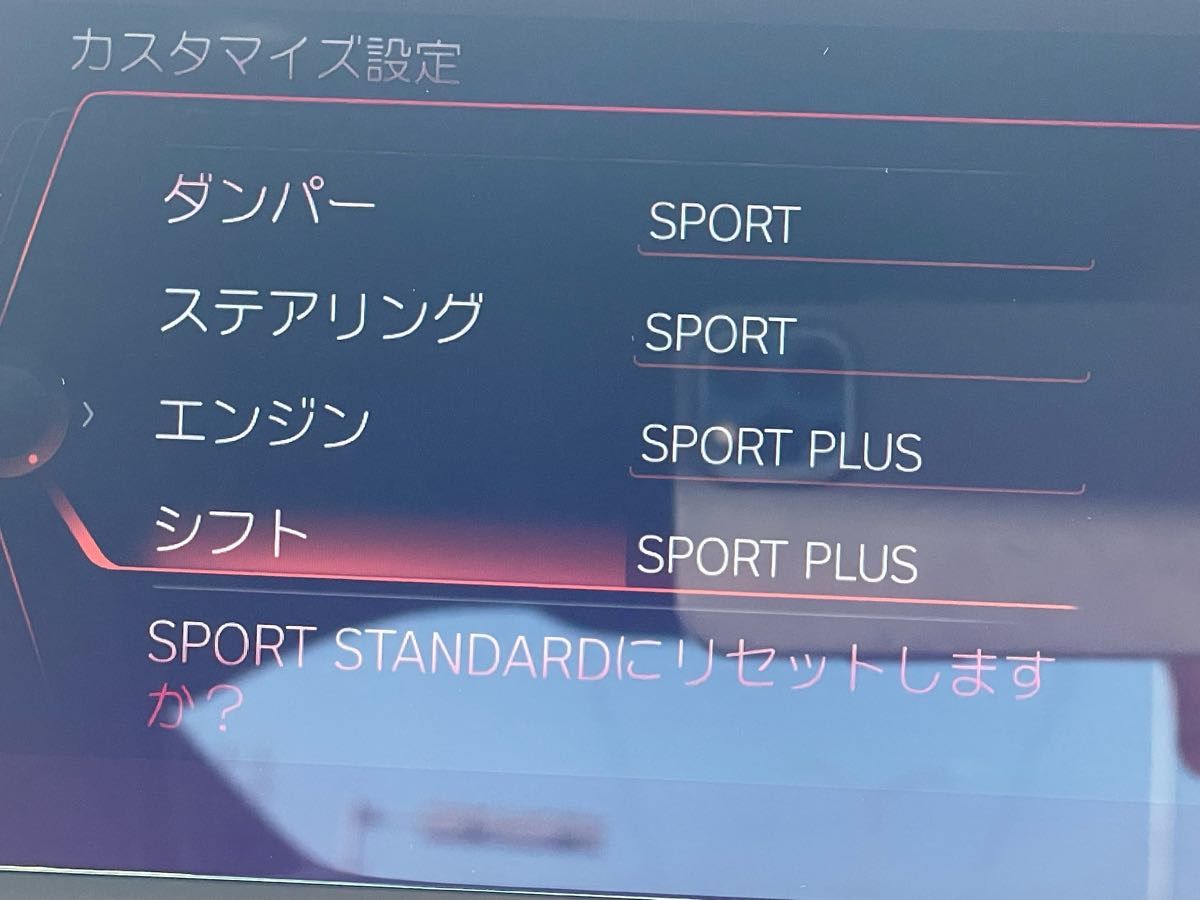 カスタマイズ設定
ダンパー SPORT
ステアリング SPORT
エンジン SPORT PLUS
シフト SPORT PLUS
SPORT STANDARDにリセットします
か?